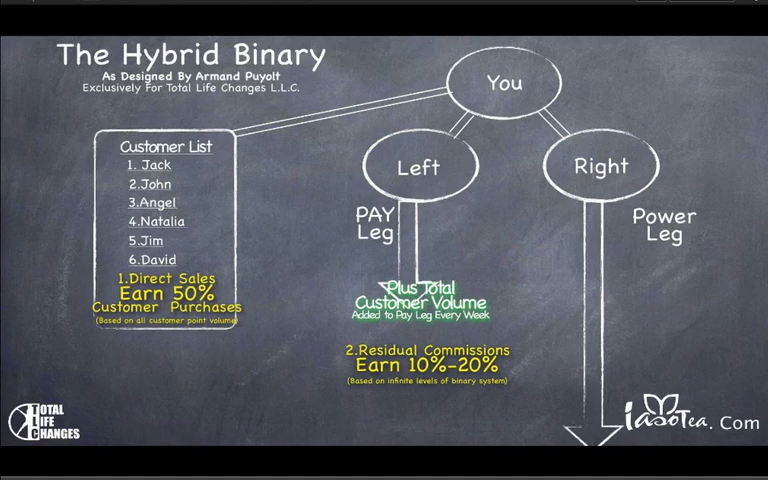 The Hybrid Binary
As Designed By Armand Puyolt
Exclusively For Total Life Changes L.L.C.
You
Left
Right
Customer List
1. Jack
2.John
3.Angel
4.Natalia
5.Jim
6.David
1.Direct Sales
Earn 50%
Customer Purchases
(Based on all customer point volume)
PAY
Leg
Power
Leg
Plus Total
Customer Volume
Added to Pay Leg Every Week
2.Residual Commissions
Earn 10%-20%
(Based on infinite levels of binary system)
TOTAL
LIFE
CHANGES
IasoTea. Com